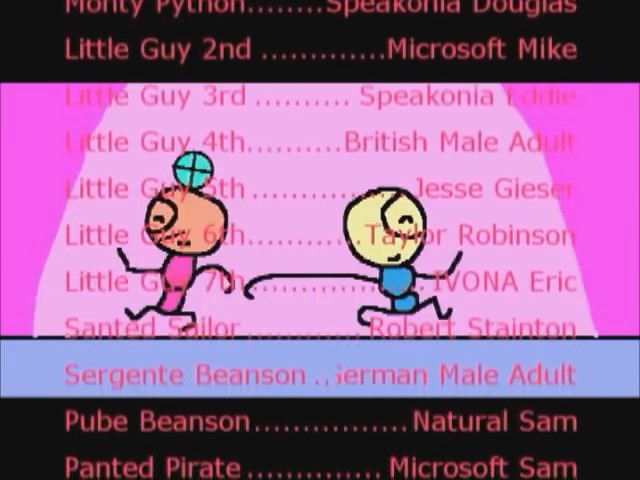 Monty Python........Speakonia Douglas
Little Guy 2nd .............Microsoft Mike
Little Guy 3rd .......... Speakonia Eddie
Little Guy 4th..........British Male Adult
Little Guy 5th ................Jesse Gieser
Little Guy 6th............Taylor Robinson
Little Guy 7th....................IVONA Eric
Santed Sailor ............ Robert Stainton
Sergente Beanson ..German Male Adult
Pube Beanson................Natural Sam
Panted Pirate.............. Microsoft Sam